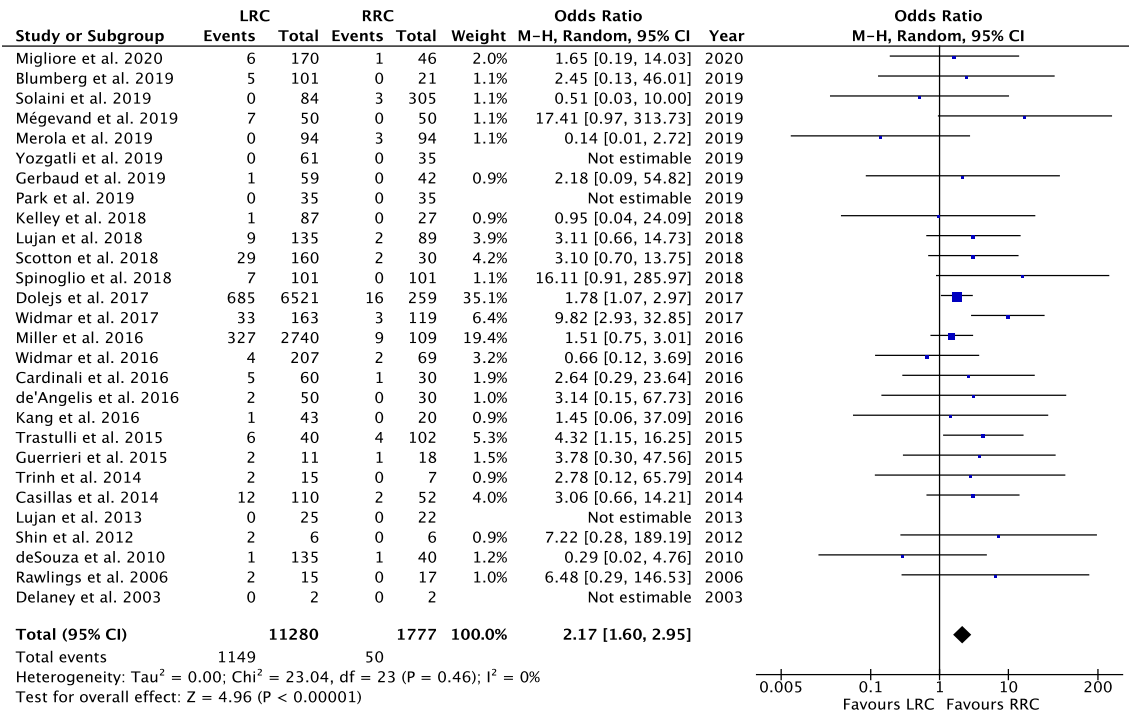 LRC RRC Odds Ratio Odds Ratio
Study or Subgroup Events Total Events Total Weight M-H, Random, 95% CI Year M-H, Random, 95% CI
Migliore et al. 2020 6 170 1 46 2.0% 1.65 [0.19, 14.03] 2020
Blumberg et al. 2019 5 101 0 21 1.1% 2.45 [0.13, 46.01] 2019
Solaini et al. 2019 0 84 3 305 1.1% 0.51 [0.03, 10.00] 2019
Mégevand et al. 2019 7 50 0 50 1.1% 17.41 [0.97, 313.73] 2019
Merola et al. 2019 0 94 3 94 1.1% 0.14 [0.01, 2.72] 2019
Yozgatli et al. 2019 0 61 0 35 Not estimable 2019
Gerbaud et al. 2019 1 59 0 42 0.9% 2.18 [0.09, 54.82] 2019
Park et al. 2019 0 35 0 35 Not estimable 2019
Kelley et al. 2018 1 87 0 27 0.9% 0.95 [0.04, 24.09] 2018
Lujan et al. 2018 9 135 2 89 3.9% 3.11 [0.66, 14.73] 2018
Scotton et al. 2018 29 160 2 30 4.2% 3.10 [0.70, 13.75] 2018
Spinoglio et al. 2018 7 101 0 101 1.1% 16.11 [0.91, 285.97] 2018
Dolejs et al. 2017 685 6521 16 259 35.1% 1.78 [1.07, 2.97] 2017
Widmar et al. 2017 33 163 3 119 6.4% 9.82 [2.93, 32.85] 2017
Miller et al. 2016 327 2740 9 109 19.4% 1.51 [0.75, 3.01] 2016
Widmar et al. 2016 4 207 2 69 3.2% 0.66 [0.12, 3.69] 2016
Cardinali et al. 2016 5 60 1 30 1.9% 2.64 [0.29, 23.64] 2016
de'Angelis et al. 2016 2 50 0 30 0.9% 3.14 [0.15, 67.73] 2016
Kang et al. 2016 1 43 0 20 0.9% 1.45 [0.06, 37.09] 2016
Trastulli et al. 2015 6 40 4 102 5.3% 4.32 [1.15, 16.25] 2015
Guerrieri et al. 2015 2 11 1 18 1.0% 3.78 [0.30, 47.56] 2015
Trinh et al. 2014 2 15 0 7 0.9% 2.78 [0.12, 65.79] 2014
Casillas et al. 2014 12 110 2 52 4.0% 3.06 [0.66, 14.21] 2014
Lujan et al. 2013 0 25 0 22 Not estimable 2013
Shin et al. 2012 2 6 0 6 0.9% 7.22 [0.28, 189.19] 2012
deSouza et al. 2010 1 135 1 40 1.2% 0.29 [0.02, 4.76] 2010
Rawlings et al. 2006 2 15 0 17 1.0% 6.48 [0.29, 146.53] 2006
Delaney et al. 2003 0 2 0 2 Not estimable 2003
Total (95% CI) 11280 1777 100.0% 2.17 [1.60, 2.95]
Total events 1149 50
Heterogeneity: Tau² = 0.00; Chi² = 23.04, df = 23 (P = 0.46); I² = 0%
Test for overall effect: Z = 4.96 (P < 0.00001)
0.005 0.1 1 10 200
Favours LRC Favours RRC